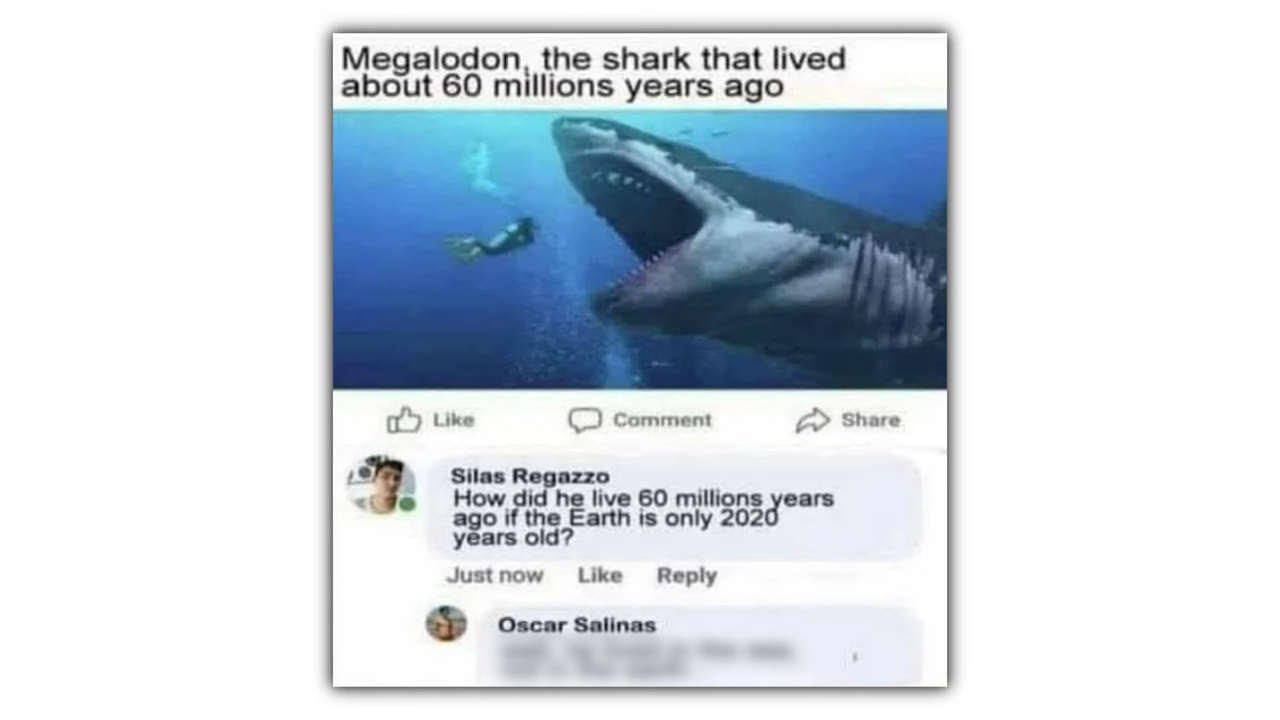 Megalodon, the shark that lived
about 60 millions years ago
Like
Comment
Share
Silas Regazzo
How did he live 60 millions years
ago if the Earth is only 2020
years old?
Just now Like Reply
Oscar Salinas